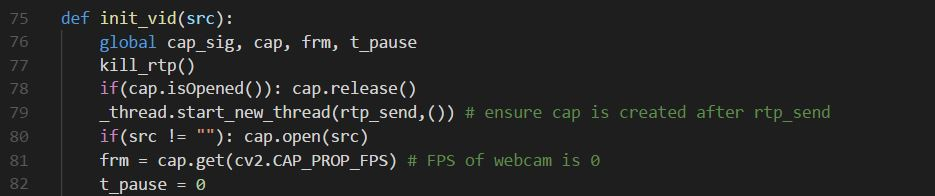 75 def init_vid(src):
76 global cap_sig, cap, frm, t_pause
77 kill_rtp()
78 if(cap.isOpened()): cap.release()
79 _thread.start_new_thread(rtp_send,()) # ensure cap is created after rtp_send
80 if(src != ""): cap.open(src)
81 frm = cap.get(cv2.CAP_PROP_FPS) # FPS of webcam is 0
82 t_pause = 0